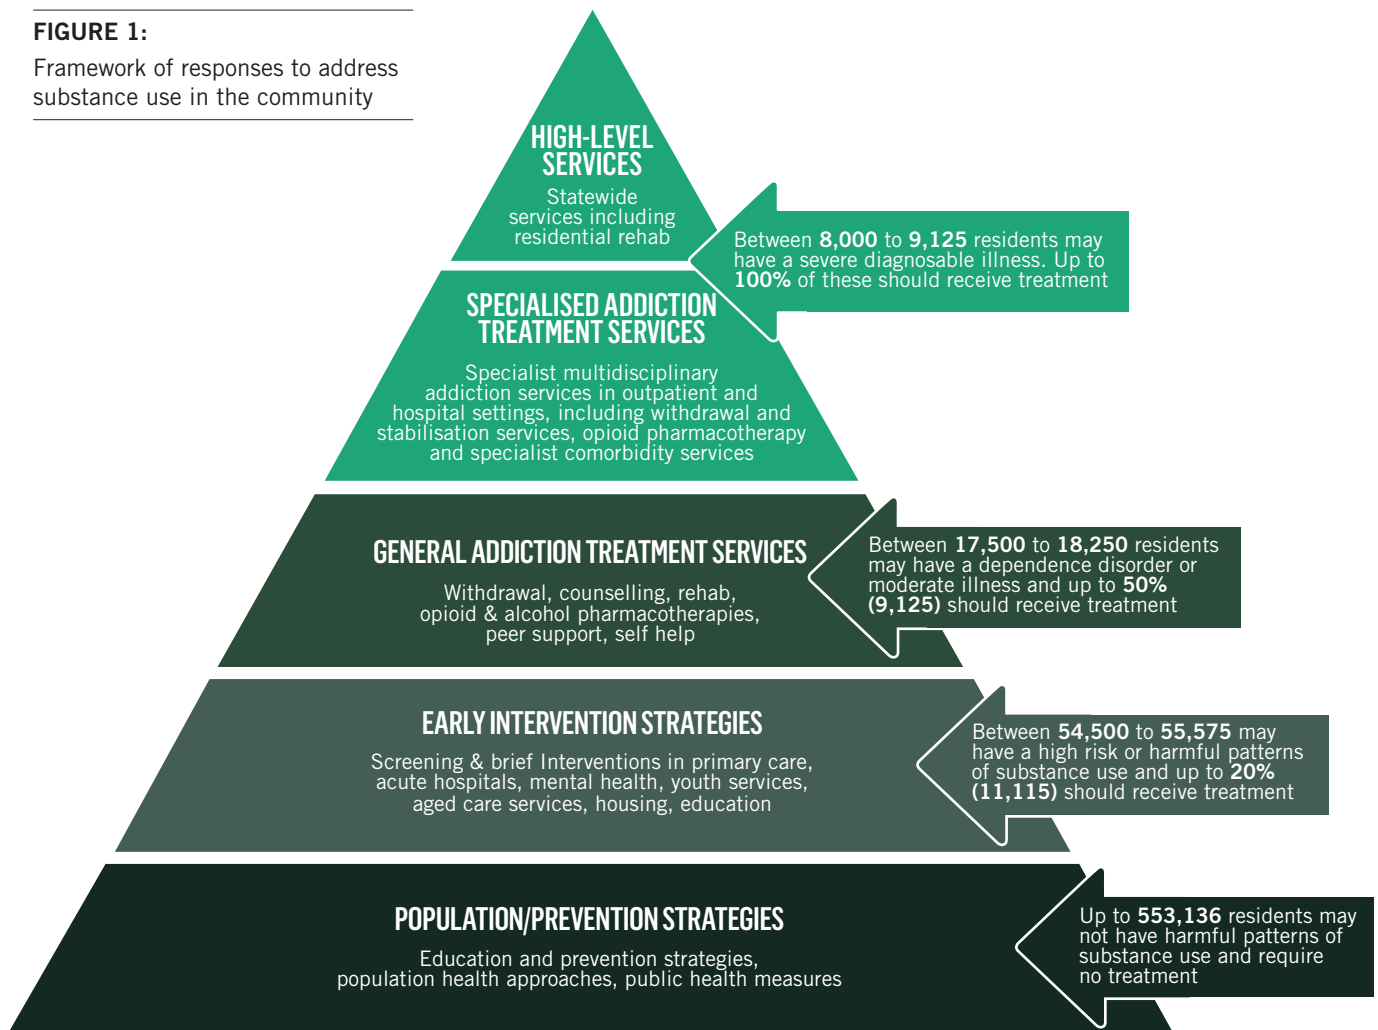 FIGURE 1:
Framework of responses to address
substance use in the community
HIGH-LEVEL
SERVICES
Statewide
services including
residential rehab
Between 8,000 to 9,125 residents may
have a severe diagnosable illness. Up to
100% of these should receive treatment
SPECIALISED ADDICTION
TREATMENT SERVICES
Specialist multidisciplinary
addiction services in outpatient and
hospital settings, including withdrawal and
stabilisation services, opioid pharmacotherapy
and specialist comorbidity services
GENERAL ADDICTION TREATMENT SERVICES
Withdrawal, counselling, rehab,
opioid & alcohol pharmacotherapies,
peer support, self help
Between 17,500 to 18,250 residents
may have a dependence disorder or
moderate illness and up to 50%
(9,125) should receive treatment
EARLY INTERVENTION STRATEGIES
Screening & brief Interventions in primary care,
acute hospitals, mental health, youth services,
aged care services, housing, education
Between 54,500 to 55,575 may
have a high risk or harmful patterns
of substance use and up to 20%
(11,115) should receive treatment
POPULATION/PREVENTION STRATEGIES
Education and prevention strategies,
population health approaches, public health measures
Up to 553,136 residents may
not have harmful patterns of
substance use and require
no treatment